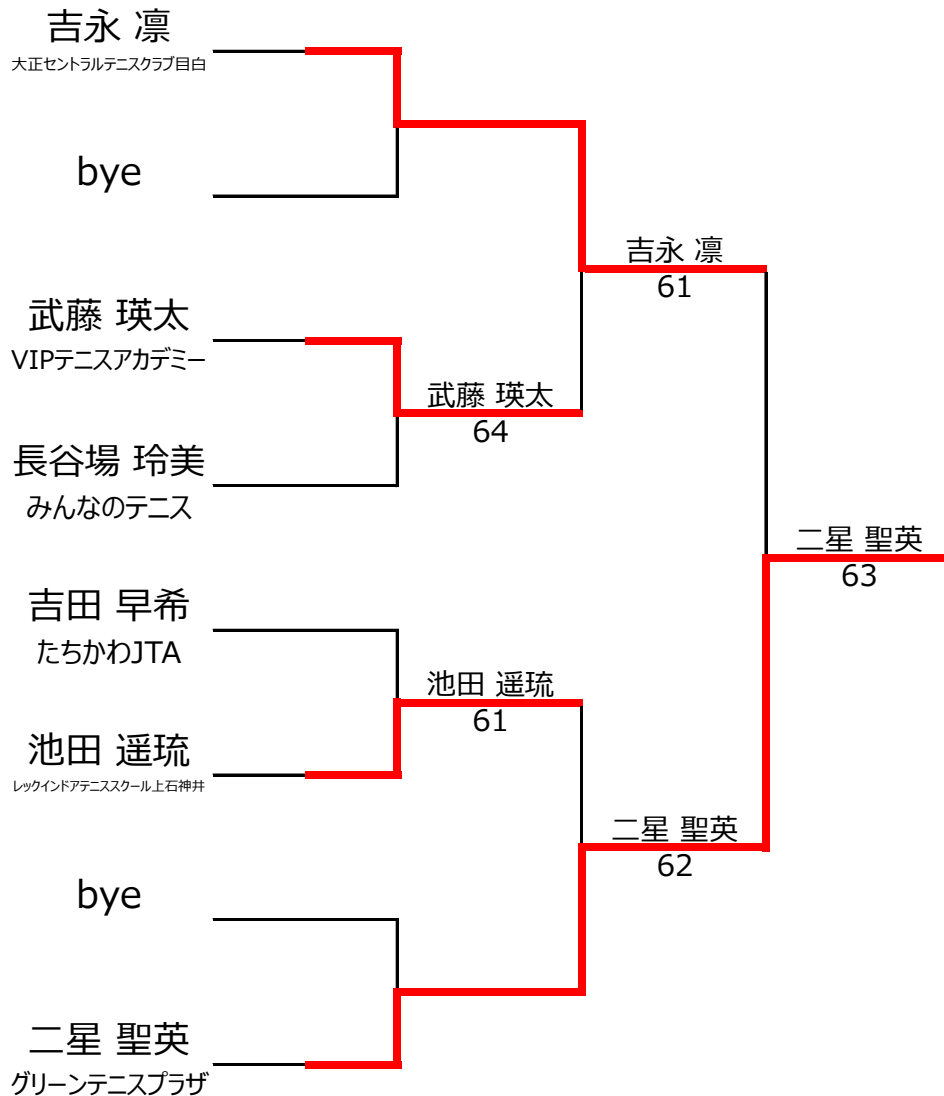 吉永 凛
大正セントラルテニスクラブ目白
bye
武藤 瑛太
VIPテニスアカデミー
長谷場 玲美
みんなのテニス
吉田 早希
たちかわJTA
池田 遥琉
レックインドアテニススクール上石神井
bye
二星 聖英
グリーンテニスプラザ
武藤 瑛太
64
池田 遥琉
61
吉永 凛
61
二星 聖英
62
二星 聖英
63